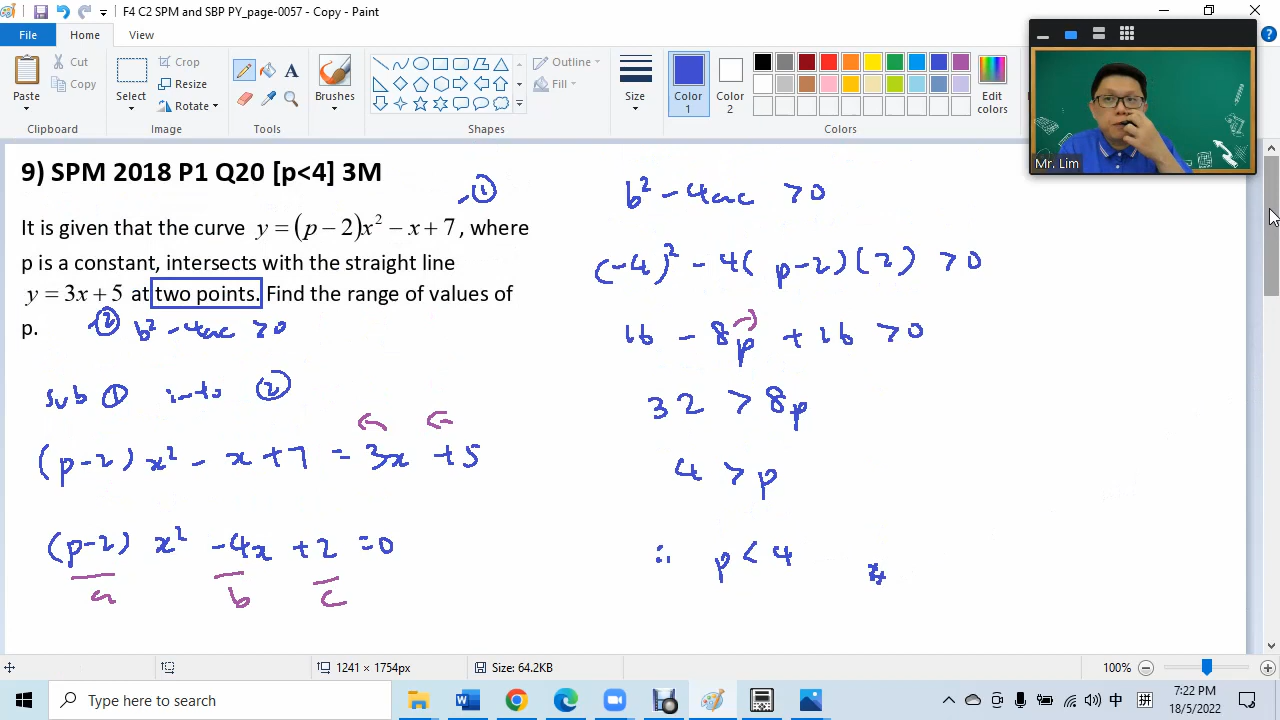 F4 C2 SPM and SBP PY_page-0057 - Copy - Paint
File Home View
Paste
Cut
Copy
Clipboard
Select
Crop
Resize
Rotate
Image
Tools
Brushes
Shapes
Outline
Fill
Size
Color 1
Color 2
Edit colors
Colors
Mr. Lim
9) SPM 2018 P1 Q20 [p<4] 3M
It is given that the curve y = (p − 2)x² − x + 7, where
p is a constant, intersects with the straight line
y = 3x + 5 at two points. Find the range of values of
p.
①
② b² - 4ac > 0
sub ① into ②
(p-2) x² - x + 7 = 3x + 5
(p-2) x² - 4x + 2 = 0
a b c
b² - 4ac > 0
(-4)² - 4(p-2)(2) > 0
16 - 8p + 16 > 0
32 > 8p
4 > p
∴ p < 4
1241 × 1754px
Size: 64.2KB
100%
Type here to search
中
拼
7:22 PM
18/5/2022